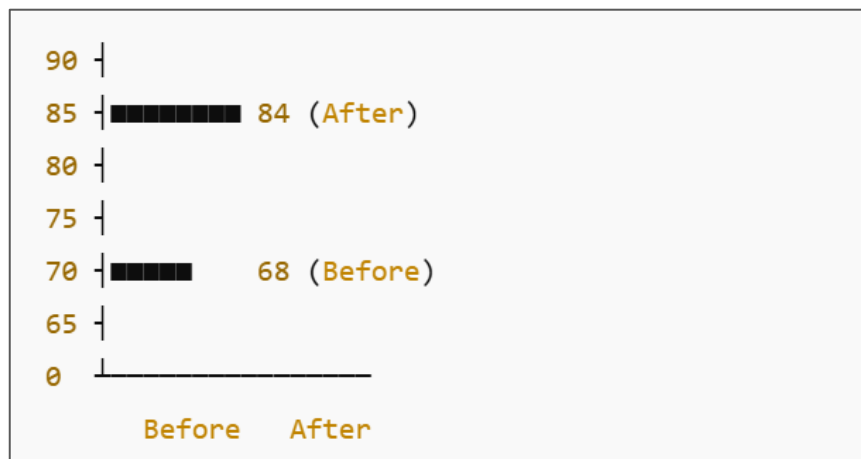 90 ┤
85 ┤■■■■■■■■ 84 (After)
80 ┤
75 ┤
70 ┤■■■■■    68 (Before)
65 ┤
0  ┴────────────────
Before   After